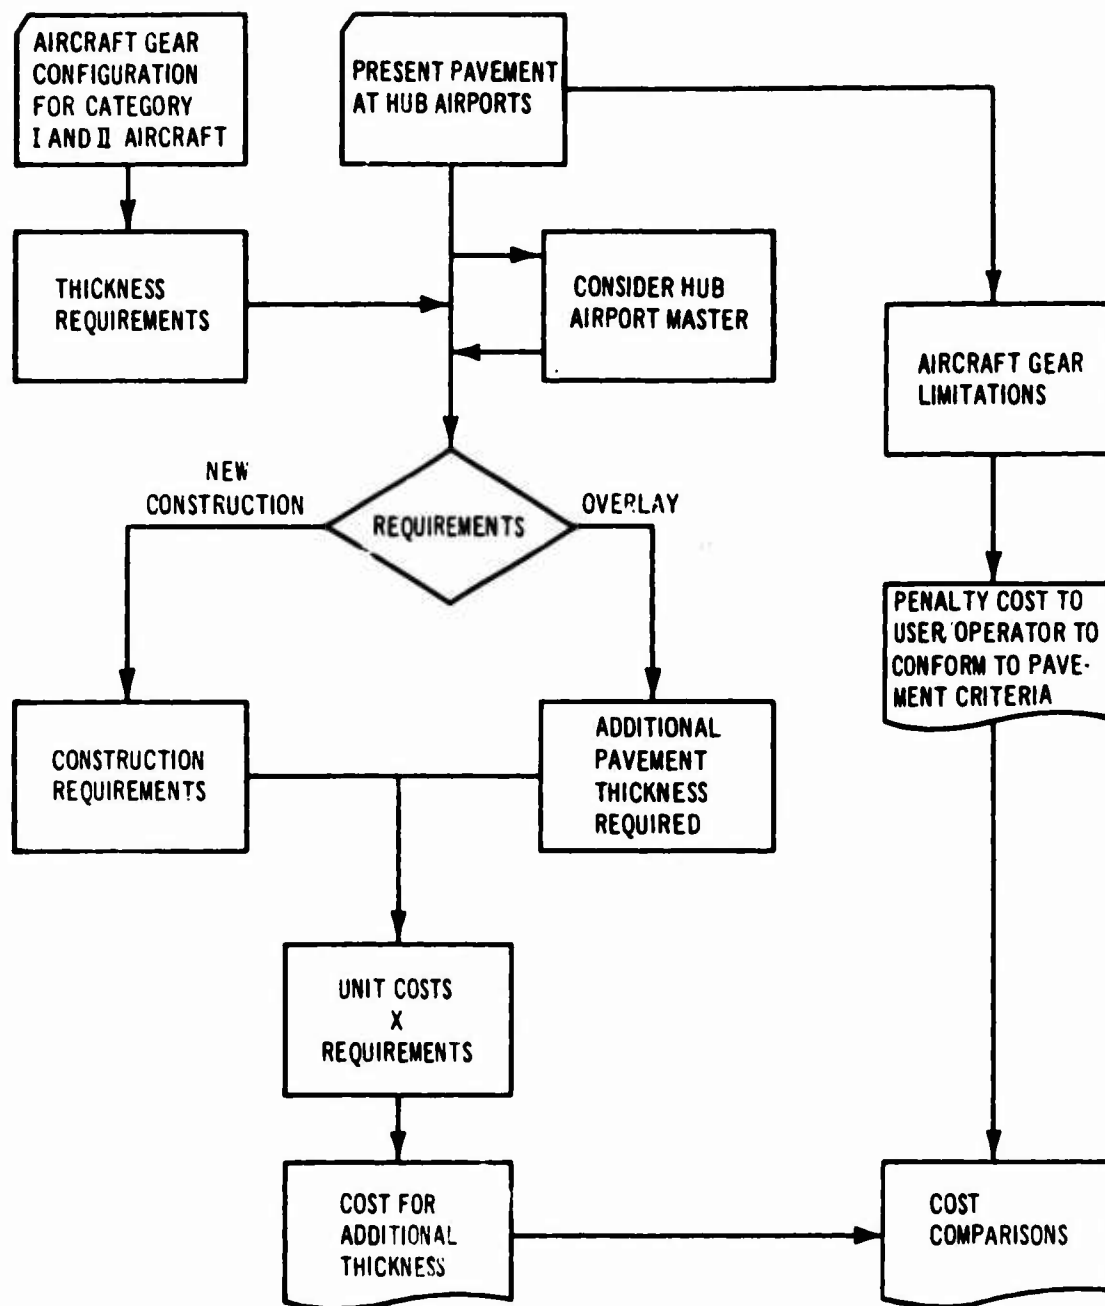 AIRCRAFT GEAR
CONFIGURATION
FOR CATEGORY
I AND II AIRCRAFT
PRESENT PAVEMENT
AT HUB AIRPORTS
THICKNESS
REQUIREMENTS
CONSIDER HUB
AIRPORT MASTER
AIRCRAFT GEAR
LIMITATIONS
NEW
CONSTRUCTION
REQUIREMENTS
OVERLAY
PENALTY COST TO
USER/OPERATOR TO
CONFORM TO PAVE-
MENT CRITERIA
CONSTRUCTION
REQUIREMENTS
ADDITIONAL
PAVEMENT
THICKNESS
REQUIRED
UNIT COSTS
X
REQUIREMENTS
COST FOR
ADDITIONAL
THICKNESS
COST
COMPARISONS